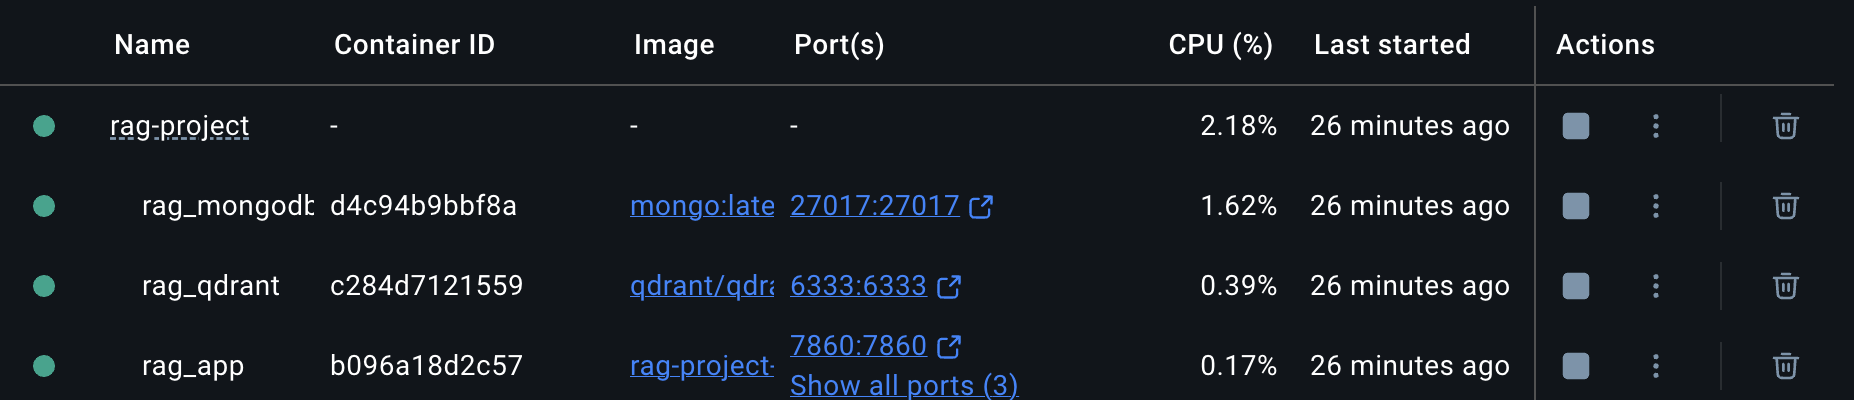 Name Container ID Image Port(s) CPU (%) Last started Actions
rag-project - - - 2.18% 26 minutes ago
rag_mongodb d4c94b9bbf8a mongo:late 27017:27017 1.62% 26 minutes ago
rag_qdrant c284d7121559 qdrant/qdra 6333:6333 0.39% 26 minutes ago
7860:7860
rag_app b096a18d2c57 rag-project- 0.17% 26 minutes ago
Show all ports (3)